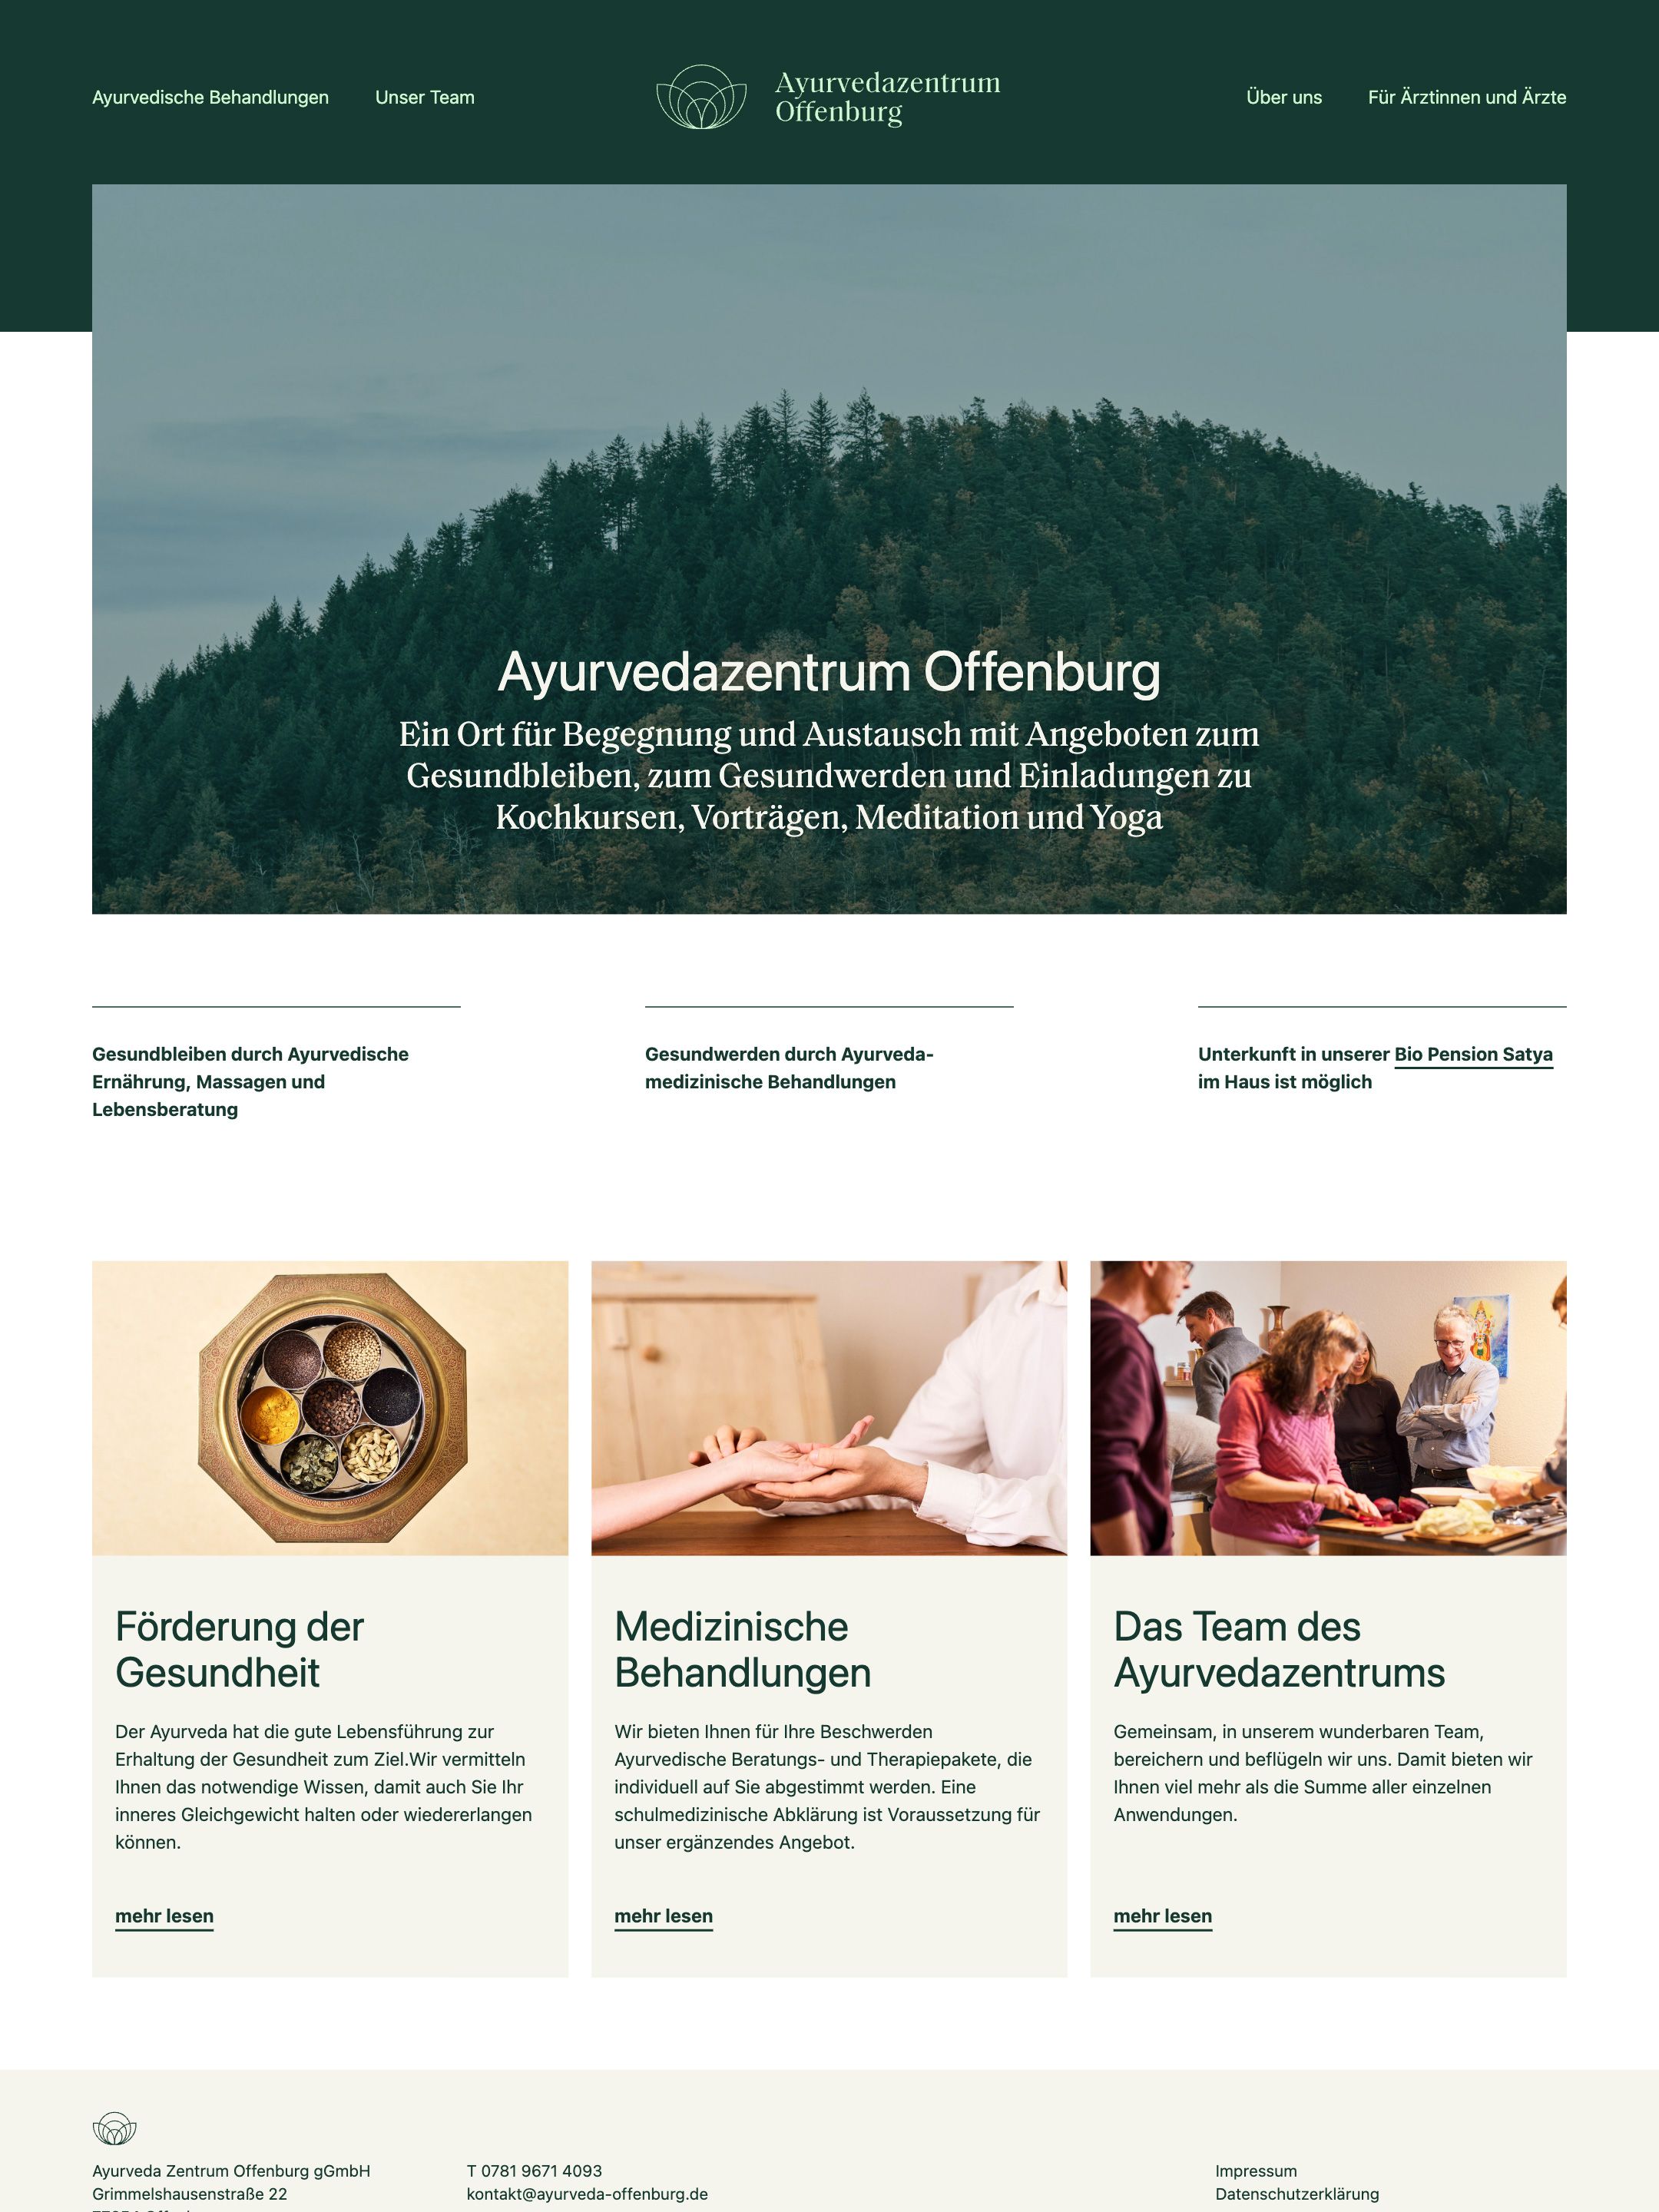 Ayurvedische Behandlungen
Unser Team
Ayurvedazentrum
Offenburg
Über uns
Für Ärztinnen und Ärzte
Ayurvedazentrum Offenburg
Ein Ort für Begegnung und Austausch mit Angeboten zum
Gesundbleiben, zum Gesundwerden und Einladungen zu
Kochkursen, Vorträgen, Meditation und Yoga
Gesundbleiben durch Ayurvedische
Ernährung, Massagen und
Lebensberatung
Gesundwerden durch Ayurveda-
medizinische Behandlungen
Unterkunft in unserer Bio Pension Satya
im Haus ist möglich
Förderung der
Gesundheit
Der Ayurveda hat die gute Lebensführung zur
Erhaltung der Gesundheit zum Ziel.Wir vermitteln
Ihnen das notwendige Wissen, damit auch Sie Ihr
inneres Gleichgewicht halten oder wiedererlangen
können.
mehr lesen
Medizinische
Behandlungen
Wir bieten Ihnen für Ihre Beschwerden
Ayurvedische Beratungs- und Therapiepakete, die
individuell auf Sie abgestimmt werden. Eine
schulmedizinische Abklärung ist Voraussetzung für
unser ergänzendes Angebot.
mehr lesen
Das Team des
Ayurvedazentrums
Gemeinsam, in unserem wunderbaren Team,
bereichern und beflügeln wir uns. Damit bieten wir
Ihnen viel mehr als die Summe aller einzelnen
Anwendungen.
mehr lesen
Ayurveda Zentrum Offenburg gGmbH
Grimmelshausenstraße 22
T 0781 9671 4093
kontakt@ayurveda-offenburg.de
Impressum
Datenschutzerklärung